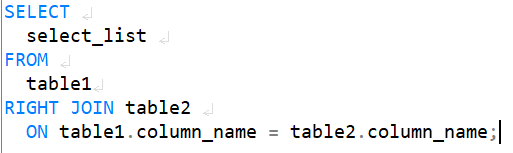 SELECT
  select_list
FROM
  table1
RIGHT JOIN table2
  ON table1.column_name = table2.column_name;